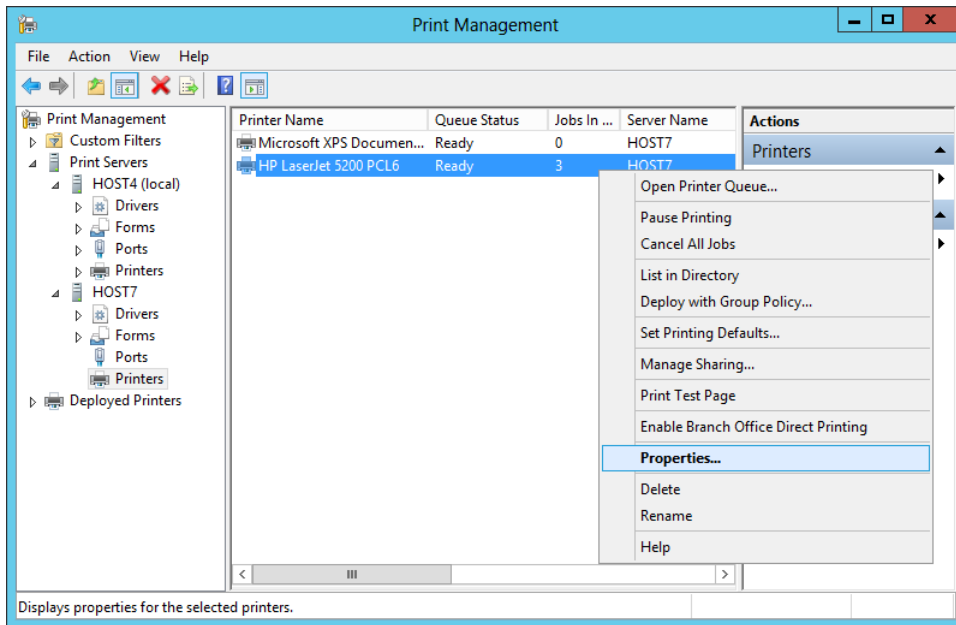 Print Management
File Action View Help
Print Management
Custom Filters
Print Servers
HOST4 (local)
Drivers
Forms
Ports
Printers
HOST7
Drivers
Forms
Ports
Printers
Deployed Printers
Printer Name Queue Status Jobs In ... Server Name
Microsoft XPS Documen... Ready 0 HOST7
HP LaserJet 5200 PCL6 Ready 3 HOST7
Actions
Printers
Open Printer Queue...
Pause Printing
Cancel All Jobs
List in Directory
Deploy with Group Policy...
Set Printing Defaults...
Manage Sharing...
Print Test Page
Enable Branch Office Direct Printing
Properties...
Delete
Rename
Help
Displays properties for the selected printers.